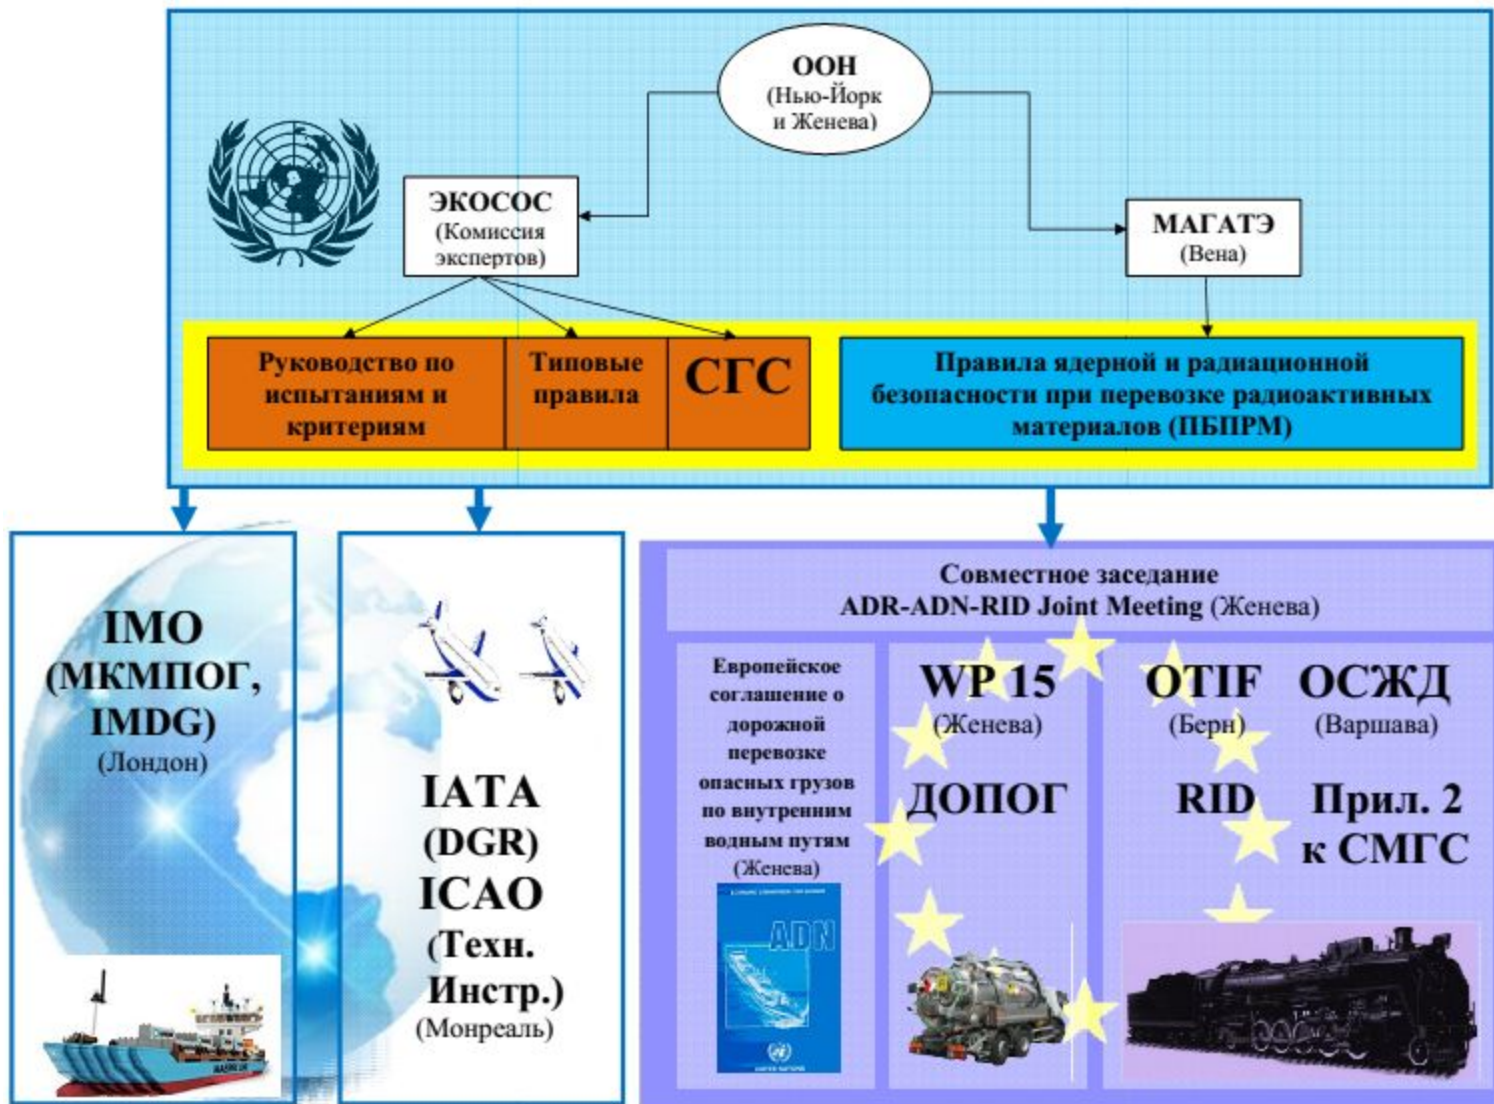 ООН
(Нью-Йорк
и Женева)
ЭКОСОС
(Комиссия
экспертов)
МАГАТЭ
(Вена)
Руководство по
испытаниям и
критериям
Типовые
правила
СГС
Правила ядерной и радиационной
безопасности при перевозке радиоактивных
материалов (ПБПРМ)
IMO
(МКМПОГ,
IMDG)
(Лондон)
IATA
(DGR)
ICAO
(Техн.
Инстр.)
(Монреаль)
Совместное заседание
ADR-ADN-RID Joint Meeting (Женева)
Европейское
соглашение о
дорожной
перевозке
опасных грузов
по внутренним
водным путям
(Женева)
ADN
UNITED NATIONS
WP 15
(Женева)
ДОПОГ
OTIF
(Берн)
RID
ОСЖД
(Варшава)
Прил. 2
к СМГС